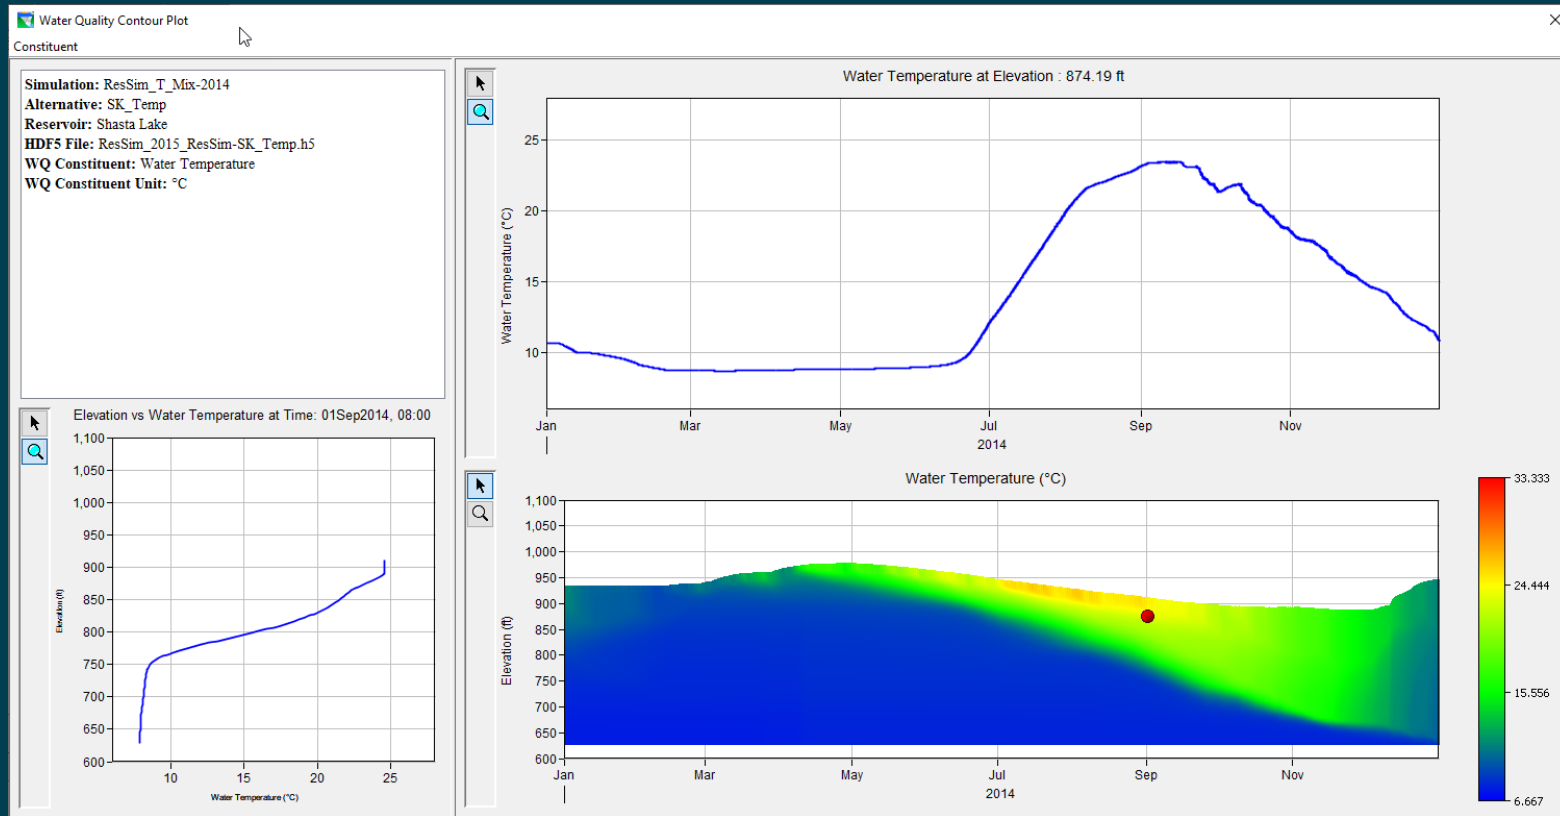 Water Quality Contour Plot
Constituent
Simulation: ResSim_T_Mix-2014
Alternative: SK_Temp
Reservoir: Shasta Lake
HDF5 File: ResSim_2015_ResSim-SK_Temp.h5
WQ Constituent: Water Temperature
WQ Constituent Unit: °C
Water Temperature at Elevation : 874.19 ft
Water Temperature (°C)
25
20
15
10
Jan Mar May Jul Sep Nov
2014
Elevation vs Water Temperature at Time: 01Sep2014, 08:00
Elevation (ft)
1,100
1,050
1,000
950
900
850
800
750
700
650
600
10 15 20 25
Water Temperature (°C)
Water Temperature (°C)
Elevation (ft)
1,100
1,050
1,000
950
900
850
800
750
700
650
600
Jan Mar May Jul Sep Nov
2014
33.333
24.444
15.556
6.667